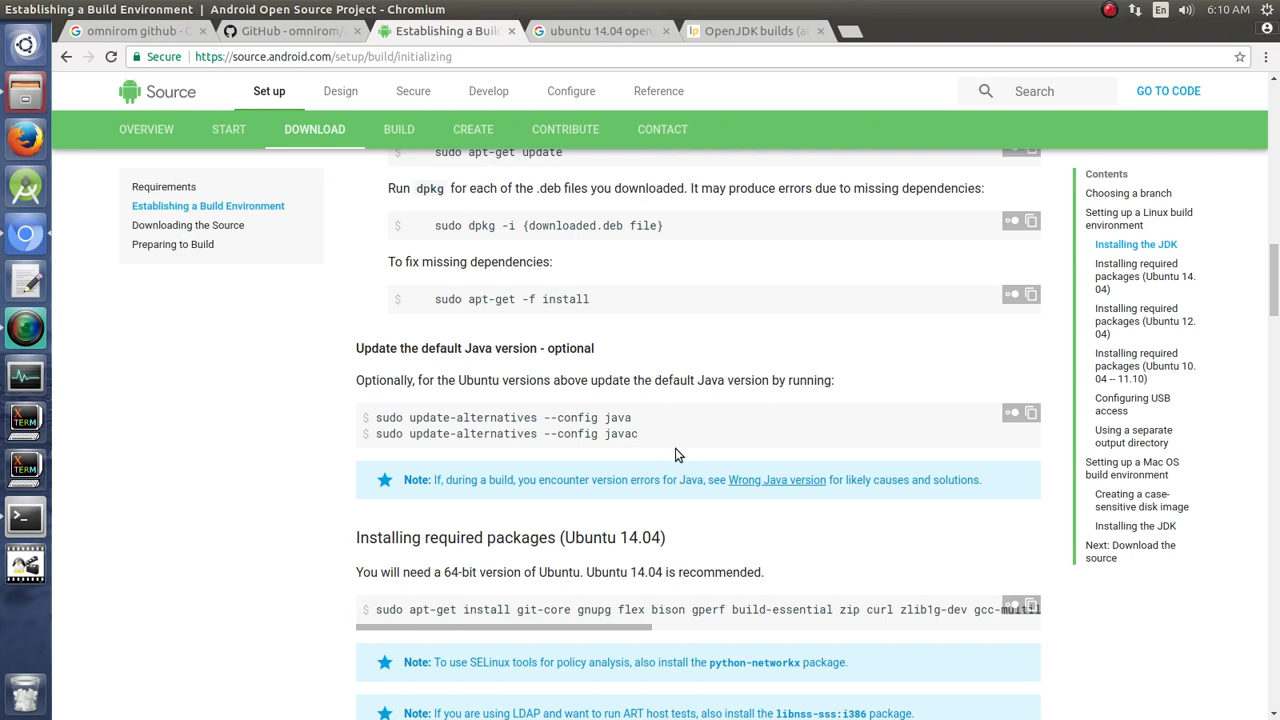 Establishing a Build Environment | Android Open Source Project - Chromium
En
6:10 AM
omnirom github - G
GitHub - omnirom/
Establishing a Buil
ubuntu 14.04 open
lp
OpenJDK builds (al
Secure
https://source.android.com/setup/build/initializing
Source
Set up
Design
Secure
Develop
Configure
Reference
Search
GO TO CODE
OVERVIEW
START
DOWNLOAD
BUILD
CREATE
CONTRIBUTE
CONTACT
Requirements
Establishing a Build Environment
Downloading the Source
Preparing to Build
$ sudo apt-get update
Run dpkg for each of the .deb files you downloaded. It may produce errors due to missing dependencies:
$ sudo dpkg -i {downloaded.deb file}
To fix missing dependencies:
$ sudo apt-get -f install
Update the default Java version - optional
Optionally, for the Ubuntu versions above update the default Java version by running:
$ sudo update-alternatives --config java
$ sudo update-alternatives --config javac
Note: If, during a build, you encounter version errors for Java, see Wrong Java version for likely causes and solutions.
Installing required packages (Ubuntu 14.04)
You will need a 64-bit version of Ubuntu. Ubuntu 14.04 is recommended.
$ sudo apt-get install git-core gnupg flex bison gperf build-essential zip curl zlib1g-dev
Note: To use SELinux tools for policy analysis, also install the python-networkx package.
Note: If you are using LDAP and want to run ART host tests, also install the libnss-sss:i386 package.
Contents
Choosing a branch
Setting up a Linux build
environment
Installing the JDK
Installing required
packages (Ubuntu 14.
04)
Installing required
packages (Ubuntu 12.
04)
Installing required
packages (Ubuntu 10.
04 -- 11.10)
Configuring USB
access
Using a separate
output directory
Setting up a Mac OS
build environment
Creating a case-
sensitive disk image
Installing the JDK
Next: Download the
source
X
TERM
X
TERM
>_